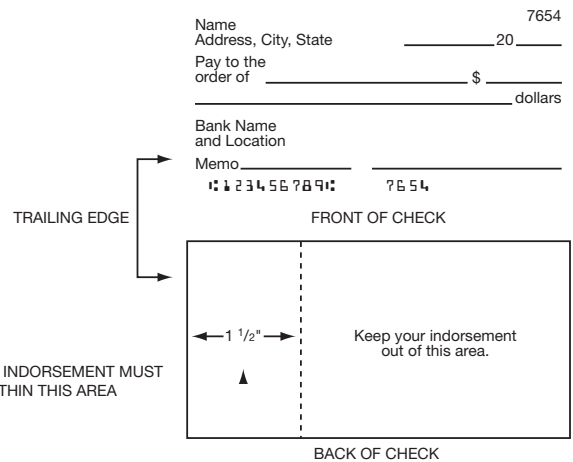 7654
Name
Address, City, State 20
Pay to the
order of $
dollars
Bank Name
and Location
Memo
⑆123456789⑆ 7654
TRAILING EDGE
FRONT OF CHECK
1 1/2"
Keep your indorsement
out of this area.
INDORSEMENT MUST
THIS AREA
BACK OF CHECK